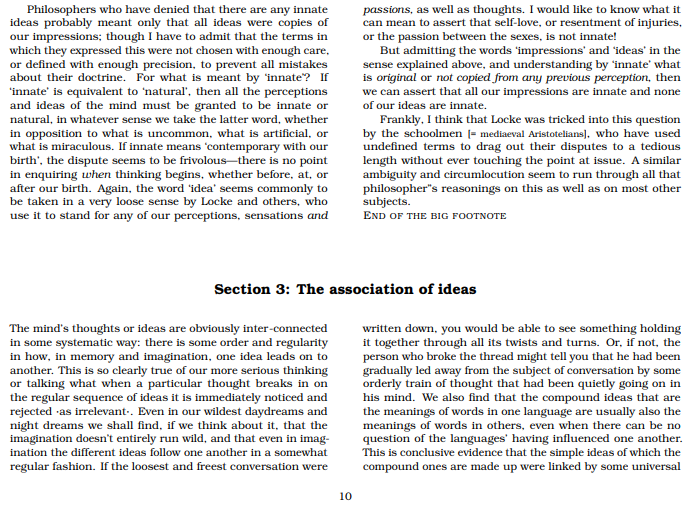 Philosophers who have denied that there are any innate
ideas probably meant only that all ideas were copies of
our impressions; though I have to admit that the terms in
which they expressed this were not chosen with enough care,
or defined with enough precision, to prevent all mistakes
about their doctrine. For what is meant by ‘innate’? If
‘innate’ is equivalent to ‘natural’, then all the perceptions
and ideas of the mind must be granted to be innate or
natural, in whatever sense we take the latter word, whether
in opposition to what is uncommon, what is artificial, or
what is miraculous. If innate means ‘contemporary with our
birth’, the dispute seems to be frivolous—there is no point
in enquiring when thinking begins, whether before, at, or
after our birth. Again, the word ‘idea’ seems commonly to
be taken in a very loose sense by Locke and others, who
use it to stand for any of our perceptions, sensations and
passions, as well as thoughts. I would like to know what it
can mean to assert that self-love, or resentment of injuries,
or the passion between the sexes, is not innate!
But admitting the words ‘impressions’ and ‘ideas’ in the
sense explained above, and understanding by ‘innate’ what
is original or not copied from any previous perception, then
we can assert that all our impressions are innate and none
of our ideas are innate.
Frankly, I think that Locke was tricked into this question
by the schoolmen [= mediaeval Aristotelians], who have used
undefined terms to drag out their disputes to a tedious
length without ever touching the point at issue. A similar
ambiguity and circumlocution seem to run through all that
philosopher"s reasonings on this as well as on most other
subjects.
END OF THE BIG FOOTNOTE
Section 3: The association of ideas
The mind’s thoughts or ideas are obviously inter-connected
in some systematic way: there is some order and regularity
in how, in memory and imagination, one idea leads on to
another. This is so clearly true of our more serious thinking
or talking what when a particular thought breaks in on
the regular sequence of ideas it is immediately noticed and
rejected ·as irrelevant·. Even in our wildest daydreams and
night dreams we shall find, if we think about it, that the
imagination doesn’t entirely run wild, and that even in imag-
ination the different ideas follow one another in a somewhat
regular fashion. If the loosest and freest conversation were
written down, you would be able to see something holding
it together through all its twists and turns. Or, if not, the
person who broke the thread might tell you that he had been
gradually led away from the subject of conversation by some
orderly train of thought that had been quietly going on in
his mind. We also find that the compound ideas that are
the meanings of words in one language are usually also the
meanings of words in others, even when there can be no
question of the languages’ having influenced one another.
This is conclusive evidence that the simple ideas of which the
compound ones are made up were linked by some universal
10